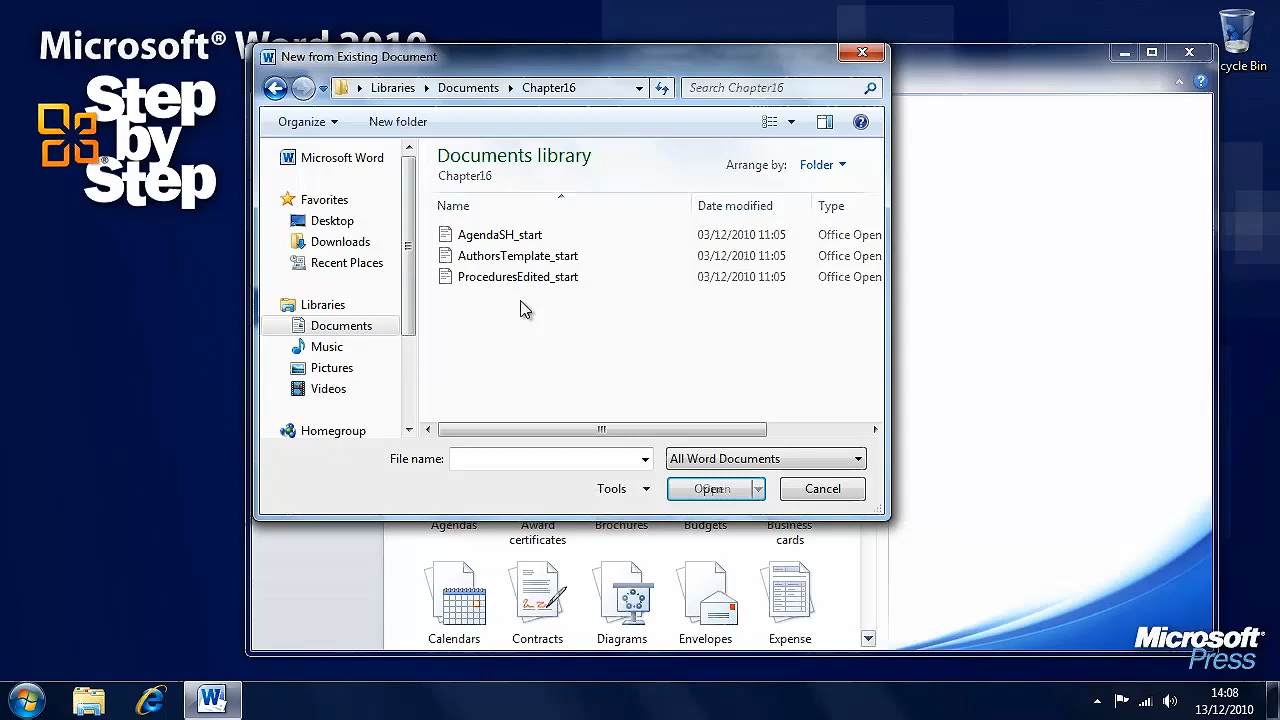 Microsoft® Word 2010
Step
by
Step
New from Existing Document
Libraries Documents Chapter16
Search Chapter16
Organize
New folder
Microsoft Word
Favorites
Desktop
Downloads
Recent Places
Libraries
Documents
Music
Pictures
Videos
Homegroup
Documents library
Chapter16
Arrange by: Folder
Name Date modified Type
AgendaSH_start 03/12/2010 11:05 Office Open
AuthorsTemplate_start 03/12/2010 11:05 Office Open
ProceduresEdited_start 03/12/2010 11:05 Office Open
File name:
All Word Documents
Tools
Open
Cancel
Agendas
Award
certificates
Brochures
Budgets
Business
cards
Calendars
Contracts
Diagrams
Envelopes
Expense
cycle Bin
Microsoft
Press
14:08
13/12/2010